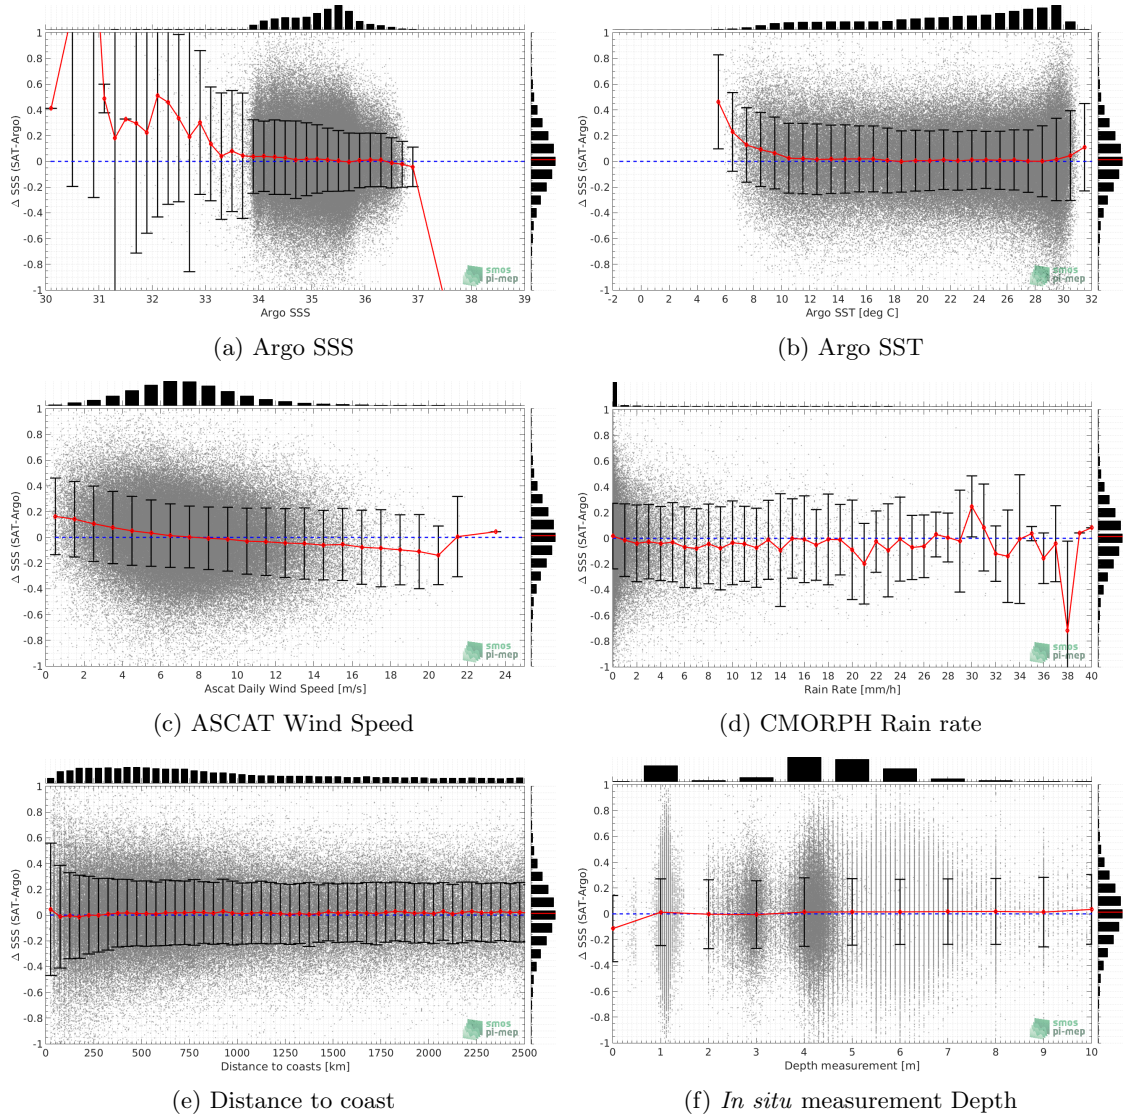 1
0.8
0.6
0.4
0.2
0
-0.2
-0.4
-0.6
-0.8
-1
Δ SSS (SAT-Argo)
30 31 32 33 34 35 36 37 38 39
Argo SSS
smos
pi-mep
(a) Argo SSS
1
0.8
0.6
0.4
0.2
0
-0.2
-0.4
-0.6
-0.8
-1
Δ SSS (SAT-Argo)
-2 0 2 4 6 8 10 12 14 16 18 20 22 24 26 28 30 32
Argo SST [deg C]
smos
pi-mep
(b) Argo SST
1
0.8
0.6
0.4
0.2
0
-0.2
-0.4
-0.6
-0.8
-1
Δ SSS (SAT-Argo)
0 2 4 6 8 10 12 14 16 18 20 22 24
Ascat Daily Wind Speed [m/s]
smos
pi-mep
(c) ASCAT Wind Speed
1
0.8
0.6
0.4
0.2
0
-0.2
-0.4
-0.6
-0.8
-1
Δ SSS (SAT-Argo)
0 2 4 6 8 10 12 14 16 18 20 22 24 26 28 30 32 34 36 38 40
Rain Rate [mm/h]
smos
pi-mep
(d) CMORPH Rain rate
1
0.8
0.6
0.4
0.2
0
-0.2
-0.4
-0.6
-0.8
-1
Δ SSS (SAT-Argo)
0 250 500 750 1000 1250 1500 1750 2000 2250 2500
Distance to coasts [km]
smos
pi-mep
(e) Distance to coast
1
0.8
0.6
0.4
0.2
0
-0.2
-0.4
-0.6
-0.8
-1
Δ SSS (SAT-Argo)
0 1 2 3 4 5 6 7 8 9 10
Depth measurement [m]
smos
pi-mep
(f) In situ measurement Depth